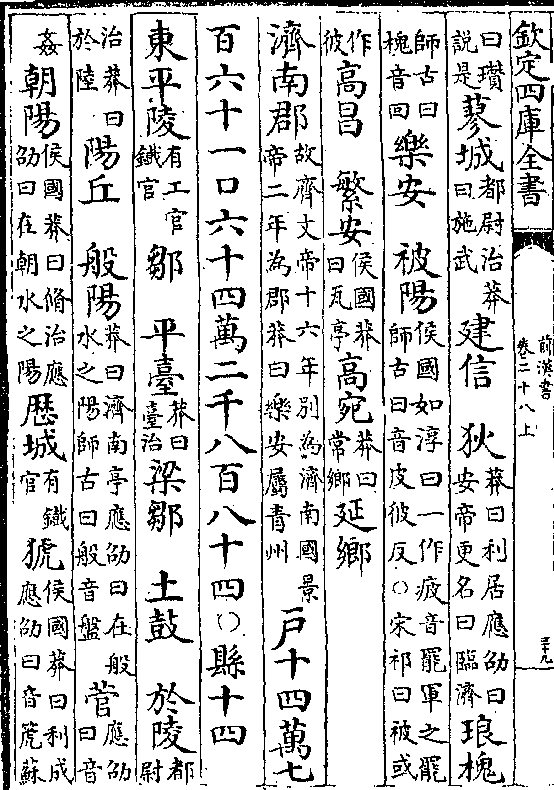 欽定四庫全書 前漢書 卷二十八上 三十九
曰瓚說是 蓼城 都尉治莽曰施武 建信 狄 莽曰利居應劭曰安帝更名曰臨濟 琅槐
師古曰槐音回 樂安 被陽 侯國如淳曰一作疲音罷軍之罷師古曰音皮彼反○宋祁曰被或
作彼 高昌 繁安 侯國莽曰瓦亭 高宛 莽曰常鄉 延鄉
濟南郡 故齊文帝十六年別為濟南國景帝二年為郡莽曰樂安屬青州 戸十四萬七
百六十一口六十四萬二千八百八十四○縣十四
東平陵 有工官鐵官 鄒 平臺 莽曰臺治 梁鄒 土鼓 於陵 都尉
治莽曰於陸 陽丘 般陽 莽曰濟南亭應劭曰在般水之陽師古曰般音盤 菅 應劭曰音
姦 朝陽 侯國莽曰脩治應劭曰在朝水之陽 歷城 有鐵官 猇 侯國莽曰利成應劭曰音箎蘇